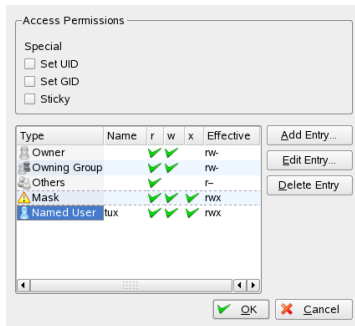 Access Permissions
Special
Set UID
Set GID
Sticky
Type Name r w x Effective
Owner rw-
Owning Group rw-
Others r--
Mask rwx
Named User tux rwx
Add Entry...
Edit Entry...
Delete Entry
OK
Cancel